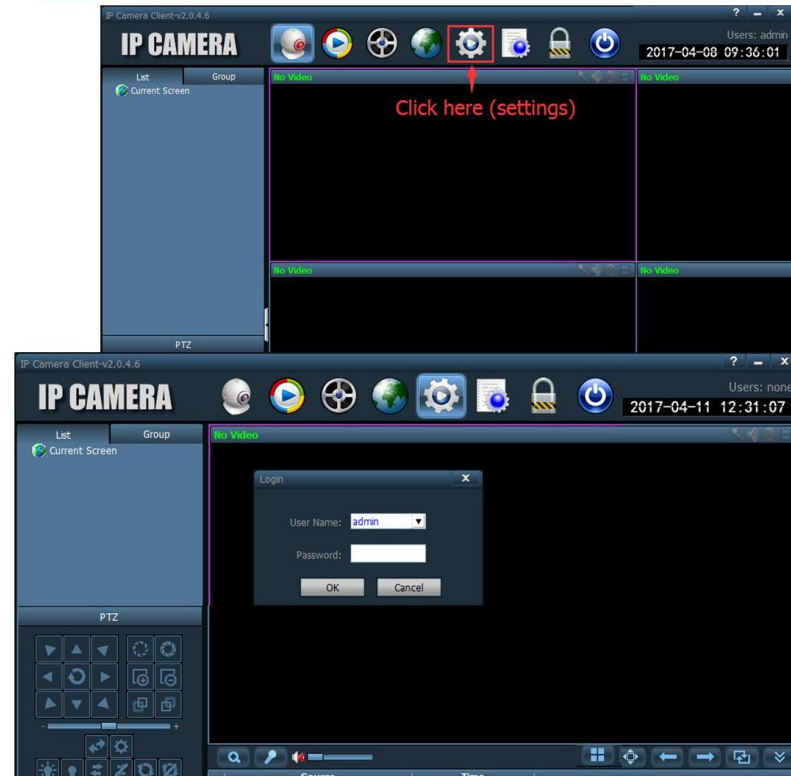 IP Camera Client-v2.0.4.6
? – x
IP CAMERA
Users: admin
2017-04-08 09:36:01
List
Group
No Video
No Video
Current Screen
Click here (settings)
No Video
No Video
PTZ
IP Camera Client-v2.0.4.6
? – x
IP CAMERA
Users: none
2017-04-11 12:31:07
List
Group
No Video
Current Screen
Login
x
User Name:
admin
Password:
OK
Cancel
PTZ
- +
Source
Time